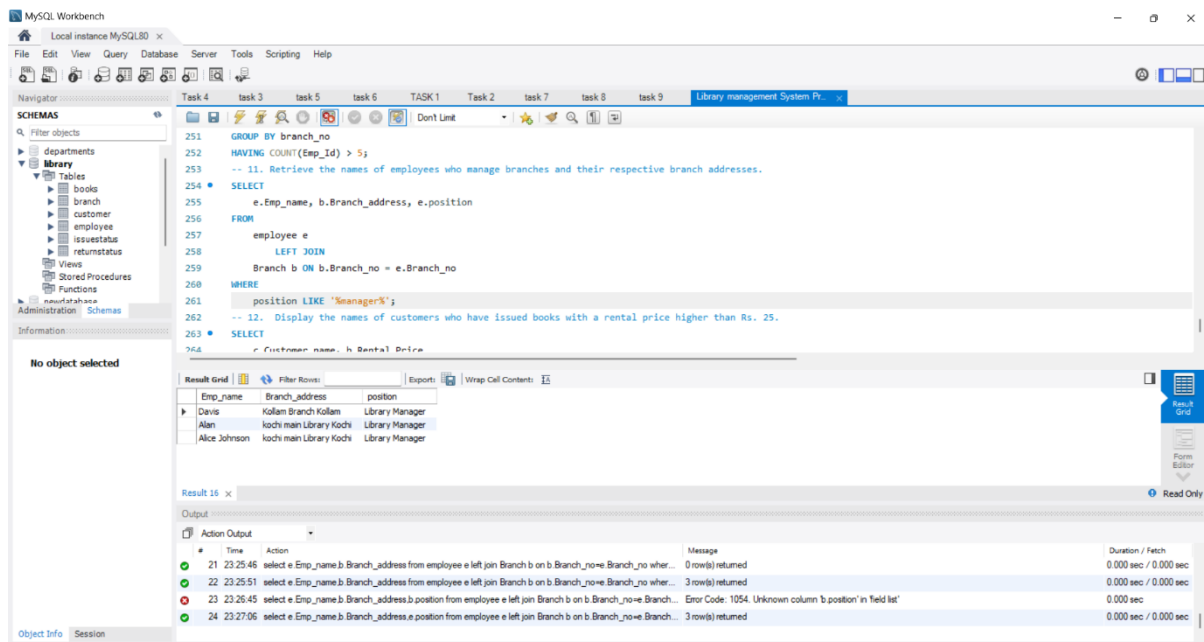 MySQL Workbench
Local instance MySQL80 ×
File Edit View Query Database Server Tools Scripting Help
Navigator
SCHEMAS
Filter objects
departments
library
Tables
books
branch
customer
employee
issuestatus
returnstatus
Views
Stored Procedures
Functions
newdatabase
Administration Schemas
Information
No object selected
Object Info Session
Task 4 task 3 task 5 task 6 TASK 1 Task 2 task 7 task 8 task 9 Library management System Pr... ×
Don't Limit
251 GROUP BY branch_no
252 HAVING COUNT(Emp_Id) > 5;
253 -- 11. Retrieve the names of employees who manage branches and their respective branch addresses.
254 SELECT
255 e.Emp_name, b.Branch_address, e.position
256 FROM
257 employee e
258 LEFT JOIN
259 Branch b ON b.Branch_no = e.Branch_no
260 WHERE
261 position LIKE '%manager%';
262 -- 12. Display the names of customers who have issued books with a rental price higher than Rs. 25.
263 SELECT
264 c.Customer_name, b.Rental_Price
Result Grid Filter Rows: Export: Wrap Cell Content: IA
Emp_name Branch_address position
Davis Kollam Branch Kollam Library Manager
Alan kochi main Library Kochi Library Manager
Alice Johnson kochi main Library Kochi Library Manager
Result Grid
Form Editor
Result 16 ×
Read Only
Output
Action Output
# Time Action Message Duration / Fetch
21 23:25:46 select e.Emp_name,b.Branch_address from employee e left join Branch b on b.Branch_no=e.Branch_no wher... 0 row(s) returned 0.000 sec / 0.000 sec
22 23:25:51 select e.Emp_name,b.Branch_address from employee e left join Branch b on b.Branch_no=e.Branch_no wher... 3 row(s) returned 0.000 sec / 0.000 sec
23 23:26:45 select e.Emp_name,b.Branch_address,b.position from employee e left join Branch b on b.Branch_no=e.Branch... Error Code: 1054. Unknown column 'b.position' in 'field list' 0.000 sec
24 23:27:06 select e.Emp_name,b.Branch_address,e.position from employee e left join Branch b on b.Branch_no=e.Branch... 3 row(s) returned 0.000 sec / 0.000 sec